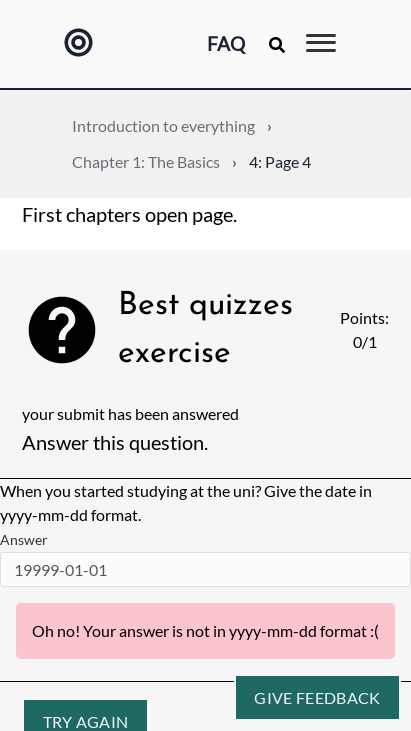 FAQ
Introduction to everything ›
Chapter 1: The Basics › 4: Page 4
First chapters open page.
Best quizzes
exercise
Points:
0/1
your submit has been answered
Answer this question.
When you started studying at the uni? Give the date in
yyyy-mm-dd format.
Answer
19999-01-01
Oh no! Your answer is not in yyyy-mm-dd format :(
GIVE FEEDBACK
TRY AGAIN